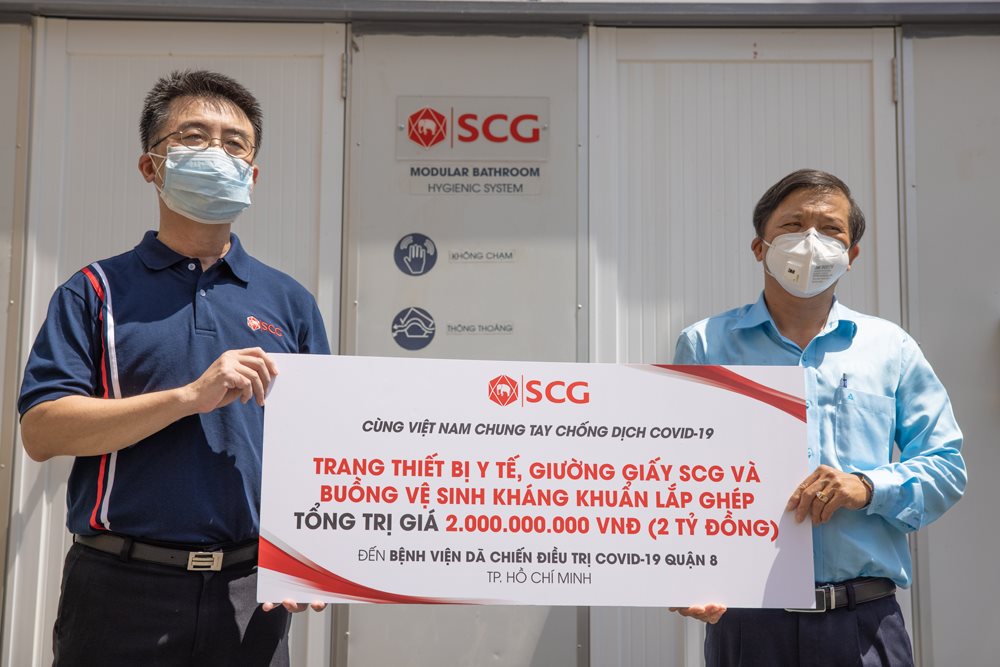 SCG
MODULAR BATHROOM
HYGIENIC SYSTEM
KHÔNG CHẠM
THÔNG THOÁNG
SCG
3M
SCG
CÙNG VIỆT NAM CHUNG TAY CHỐNG DỊCH COVID-19
TRANG THIẾT BỊ Y TẾ, GIƯỜNG GIẤY SCG VÀ
BUỒNG VỆ SINH KHÁNG KHUẨN LẮP GHÉP
TỔNG TRỊ GIÁ 2.000.000.000 VNĐ (2 TỶ ĐỒNG)
ĐẾN BỆNH VIỆN DÃ CHIẾN ĐIỀU TRỊ COVID-19 QUẬN 8
TP. HỒ CHÍ MINH